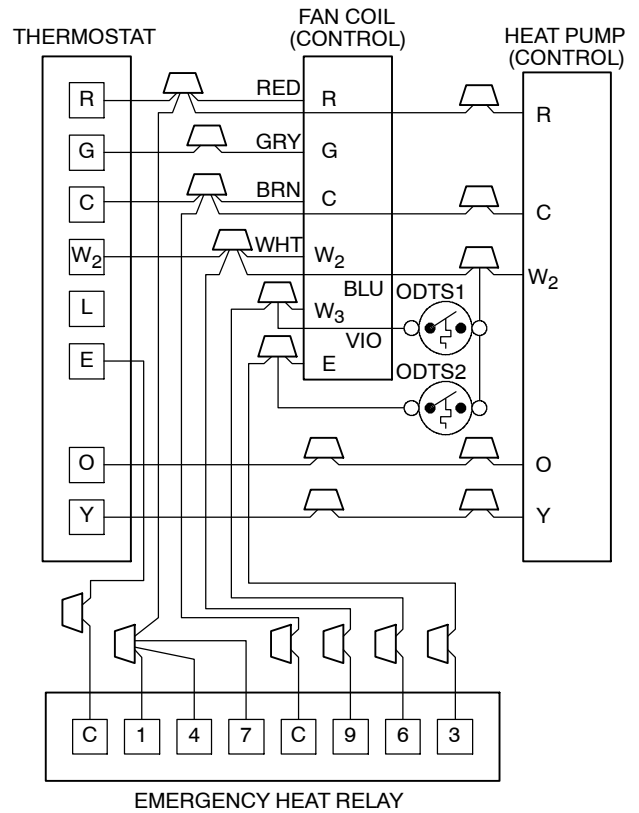 FAN COIL
(CONTROL)
THERMOSTAT
HEAT PUMP
(CONTROL)
R
RED
R
R
G
GRY
G
C
BRN
C
C
W2
WHT
W2
W2
BLU
ODTS1
L
W3
VIO
E
E
ODTS2
O
O
Y
Y
C
1
4
7
C
9
6
3
EMERGENCY HEAT RELAY